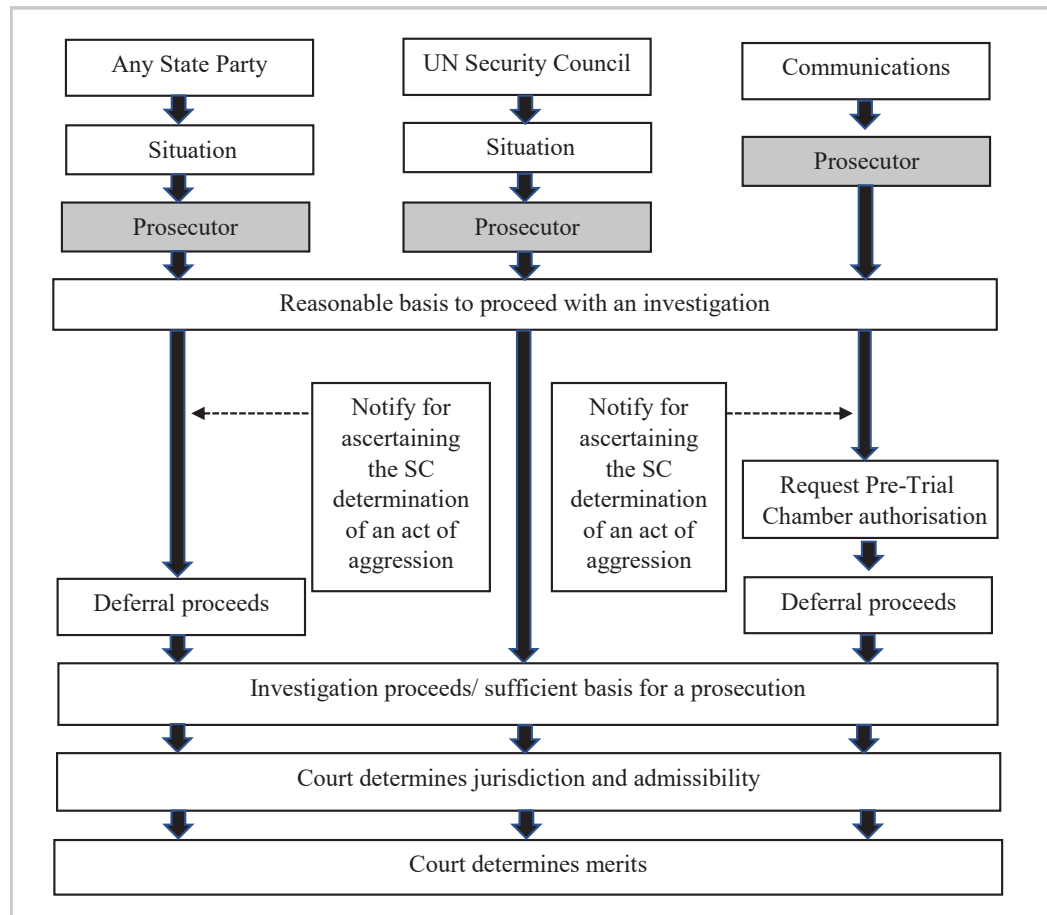 Any State Party
UN Security Council
Communications
Situation
Situation
Prosecutor
Prosecutor
Prosecutor
Reasonable basis to proceed with an investigation
Notify for
ascertaining
the SC
determination
of an act of
aggression
Notify for
ascertaining
the SC
determination
of an act of
aggression
Request Pre-Trial
Chamber authorisation
Deferral proceeds
Deferral proceeds
Investigation proceeds/ sufficient basis for a prosecution
Court determines jurisdiction and admissibility
Court determines merits